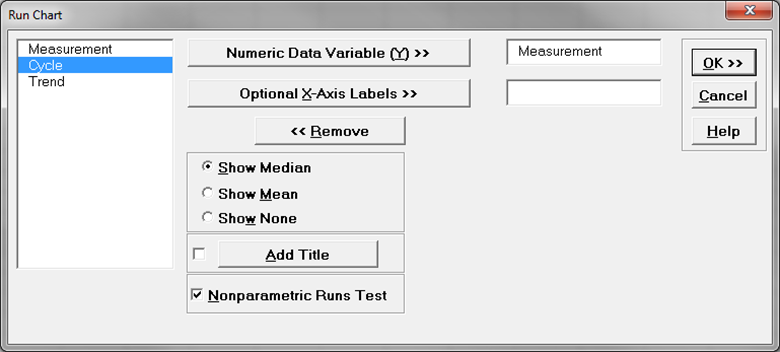 Run Chart
Measurement
Cycle
Trend
Numeric Data Variable (Y) >>
Measurement
Optional X-Axis Labels >>
<< Remove
Show Median
Show Mean
Show None
Add Title
Nonparametric Runs Test
OK >>
Cancel
Help